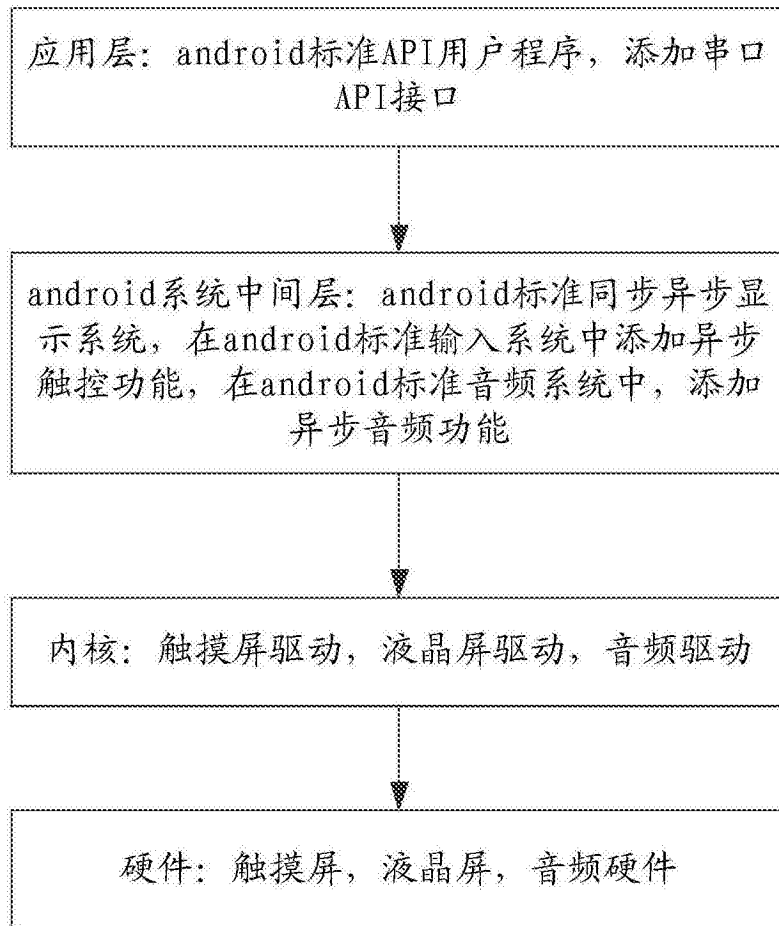 应用层：android标准API用户程序，添加串口
API接口
android系统中间层：android标准同步异步显
示系统，在android标准输入系统中添加异步
触控功能，在android标准音频系统中，添加
异步音频功能
内核：触摸屏驱动，液晶屏驱动，音频驱动
硬件：触摸屏，液晶屏，音频硬件